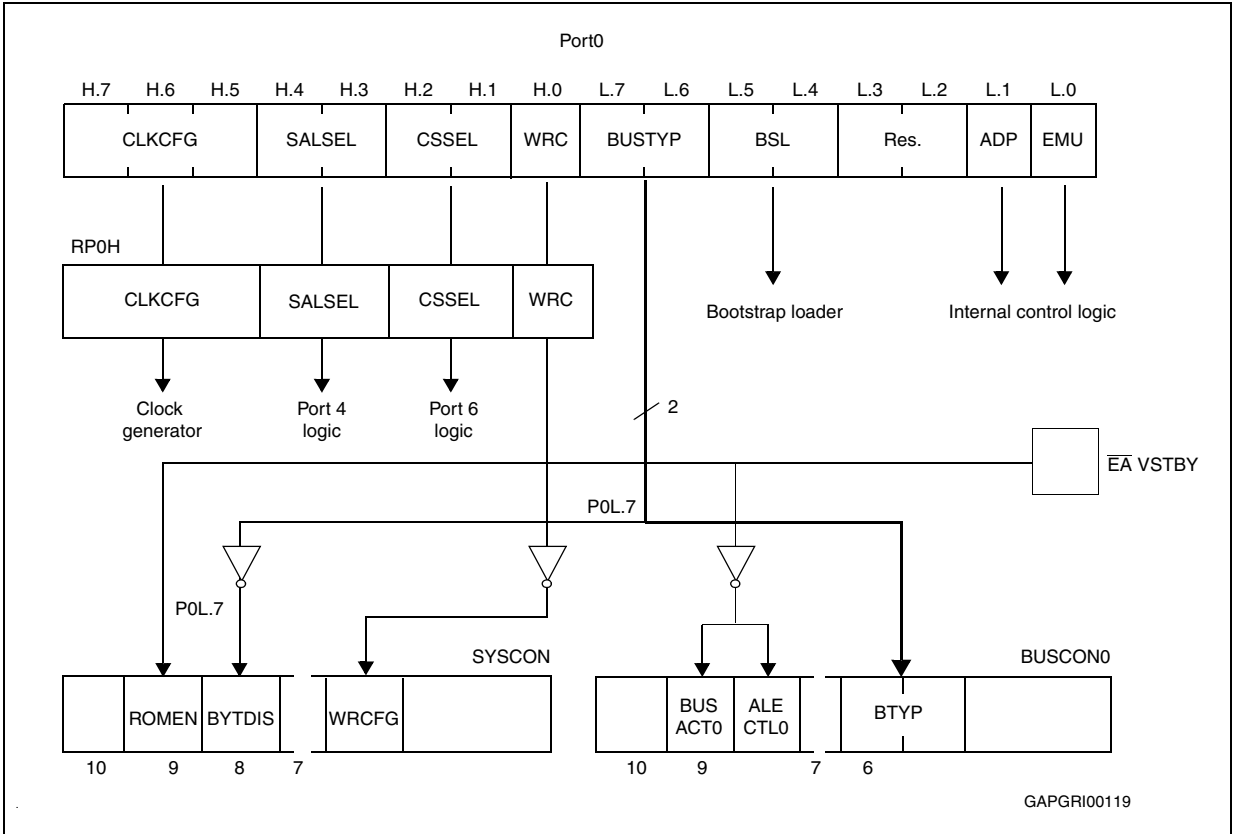 Port0
H.7 H.6 H.5 H.4 H.3 H.2 H.1 H.0 L.7 L.6 L.5 L.4 L.3 L.2 L.1 L.0
CLKCFG SALSEL CSSEL WRC BUSTYP BSL Res. ADP EMU
RP0H
CLKCFG SALSEL CSSEL WRC
Bootstrap loader Internal control logic
Clock generator
Port 4 logic
Port 6 logic
2
E̅A̅ VSTBY
P0L.7
P0L.7
SYSCON BUSCON0
ROMEN BYTDIS WRCFG
BUS ACT0
ALE CTL0
BTYP
10 9 8 7 10 9 7 6
GAPGRI00119